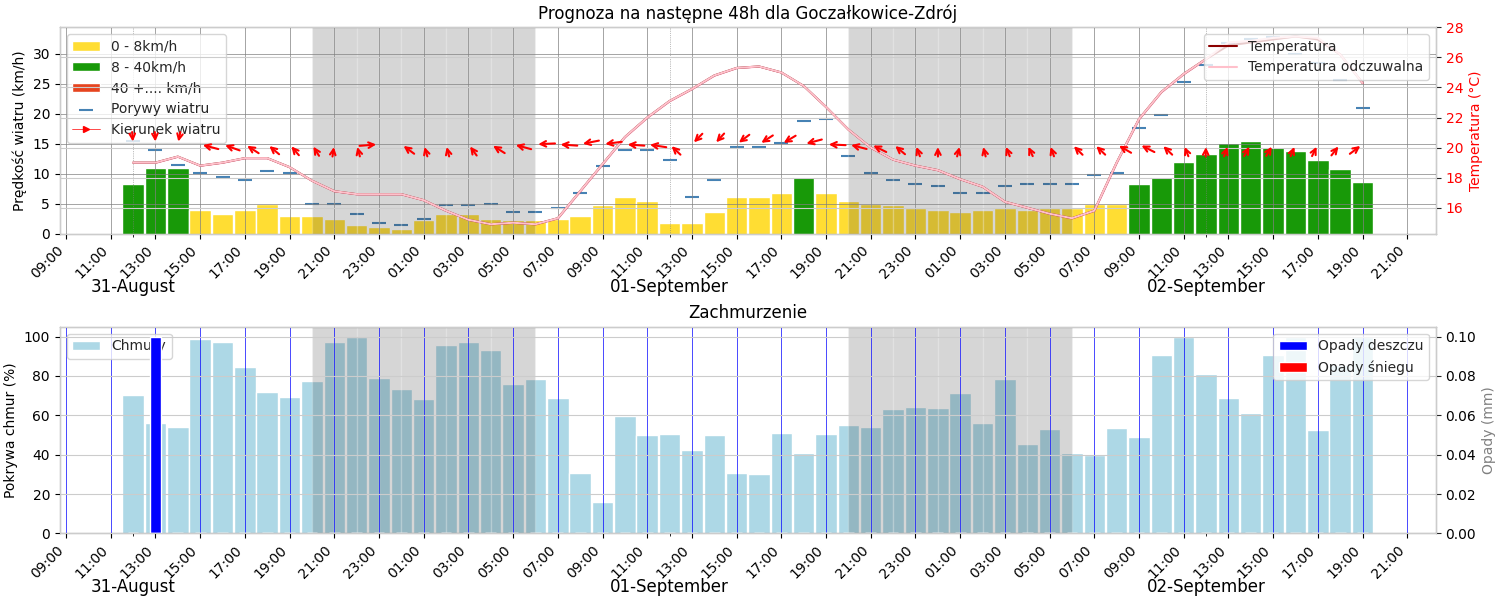 Prognoza na następne 48h dla Goczałkowice-Zdrój
Prędkość wiatru (km/h)
30
25
20
15
10
5
0
0 - 8km/h
8 - 40km/h
40 +.... km/h
Porywy wiatru
Kierunek wiatru
Temperatura
Temperatura odczuwalna
28
26
24
22
20
18
16
Temperatura (°C)
09:00 11:00 13:00 15:00 17:00 19:00 21:00 23:00 01:00 03:00 05:00 07:00 09:00 11:00 13:00 15:00 17:00 19:00 21:00 23:00 01:00 03:00 05:00 07:00 09:00 11:00 13:00 15:00 17:00 19:00 21:00
31-August 01-September 02-September
Zachmurzenie
Pokrywa chmur (%)
100
80
60
40
20
0
Chmury
Opady deszczu
Opady śniegu
0.10
0.08
0.06
0.04
0.02
0.00
Opady (mm)
09:00 11:00 13:00 15:00 17:00 19:00 21:00 23:00 01:00 03:00 05:00 07:00 09:00 11:00 13:00 15:00 17:00 19:00 21:00 23:00 01:00 03:00 05:00 07:00 09:00 11:00 13:00 15:00 17:00 19:00 21:00
31-August 01-September 02-September